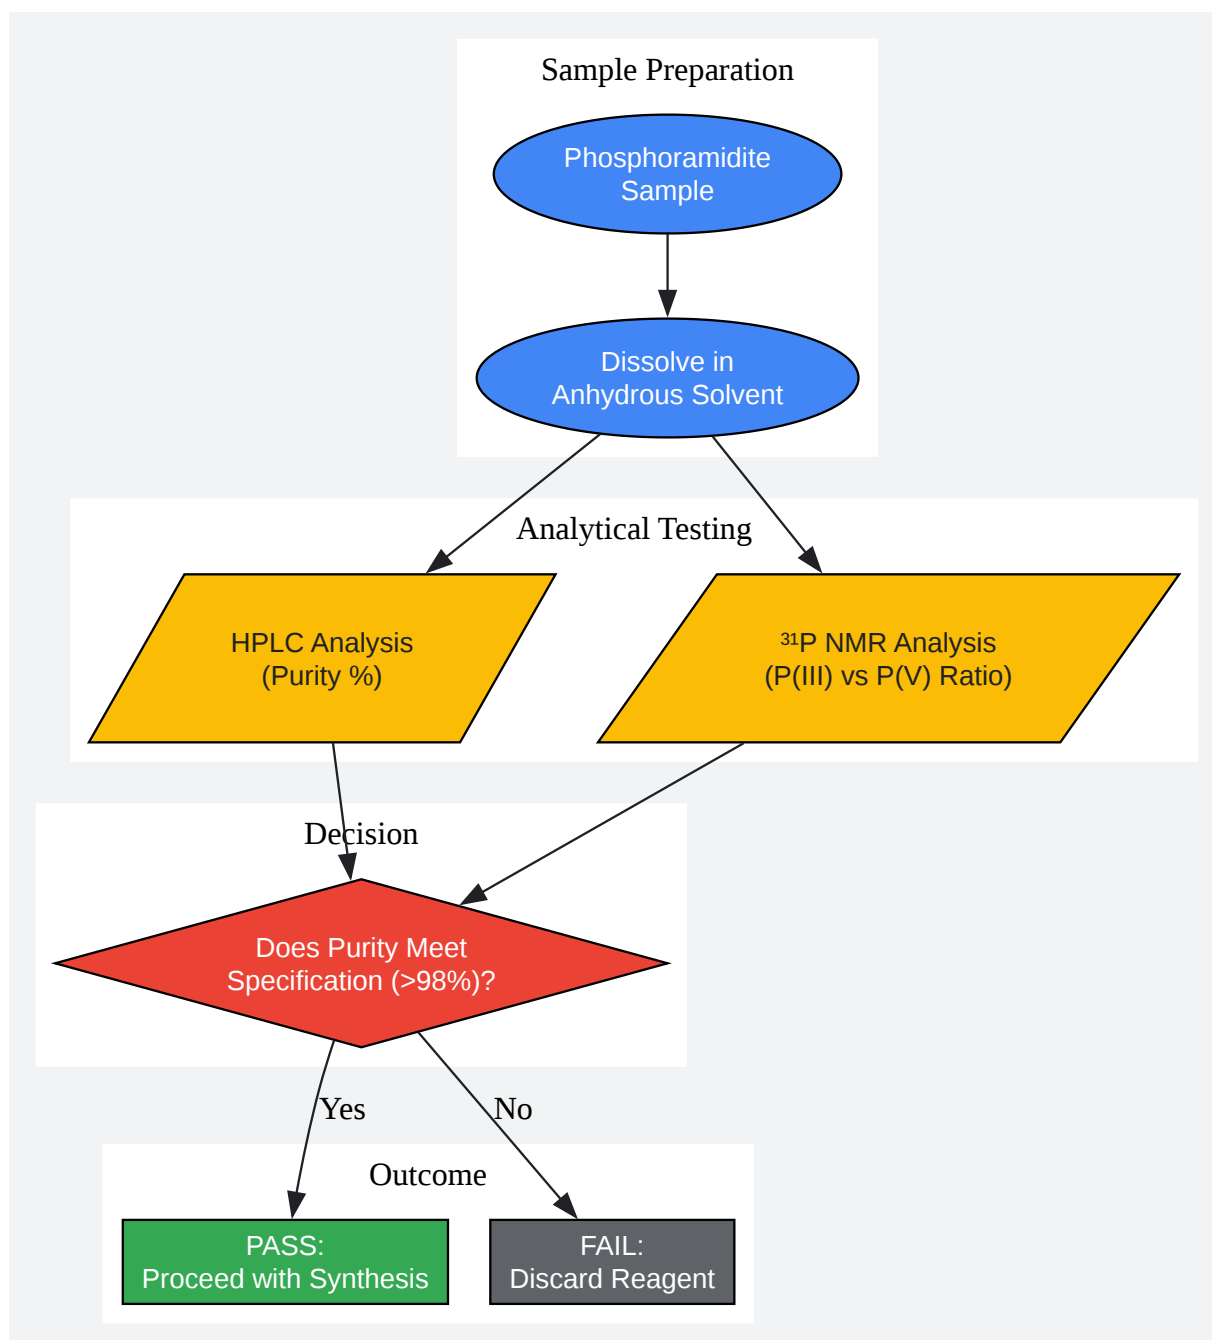 Sample Preparation
Phosphoramidite
Sample
Dissolve in
Anhydrous Solvent
Analytical Testing
HPLC Analysis
(Purity %)
³¹P NMR Analysis
(P(III) vs P(V) Ratio)
Decision
Does Purity Meet
Specification (>98%)?
Yes
No
Outcome
PASS:
Proceed with Synthesis
FAIL:
Discard Reagent